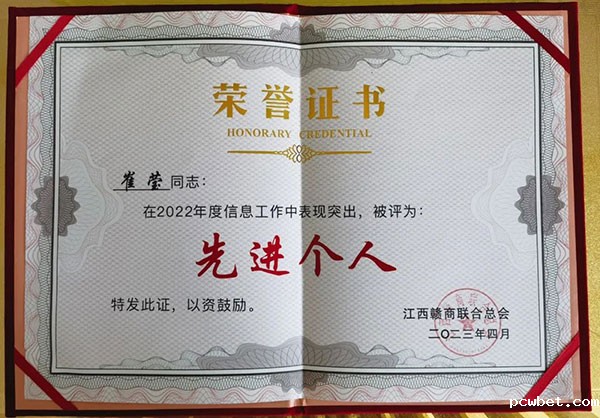 荣誉证书
HONORARY CREDENTIAL
崔莹 同志：
在2022年度信息工作中表现突出，被评为：
先进个人
特发此证，以资鼓励。
江西赣商联合总会
二〇二三年四月
pcwbet.com